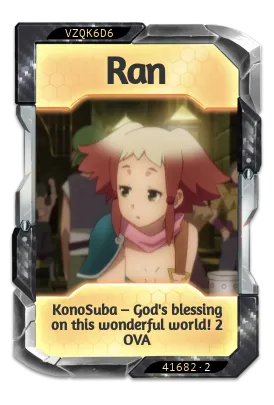 VZQK6D6
Ran
KonoSuba – God's blessing
on this wonderful world! 2
OVA
41682·2